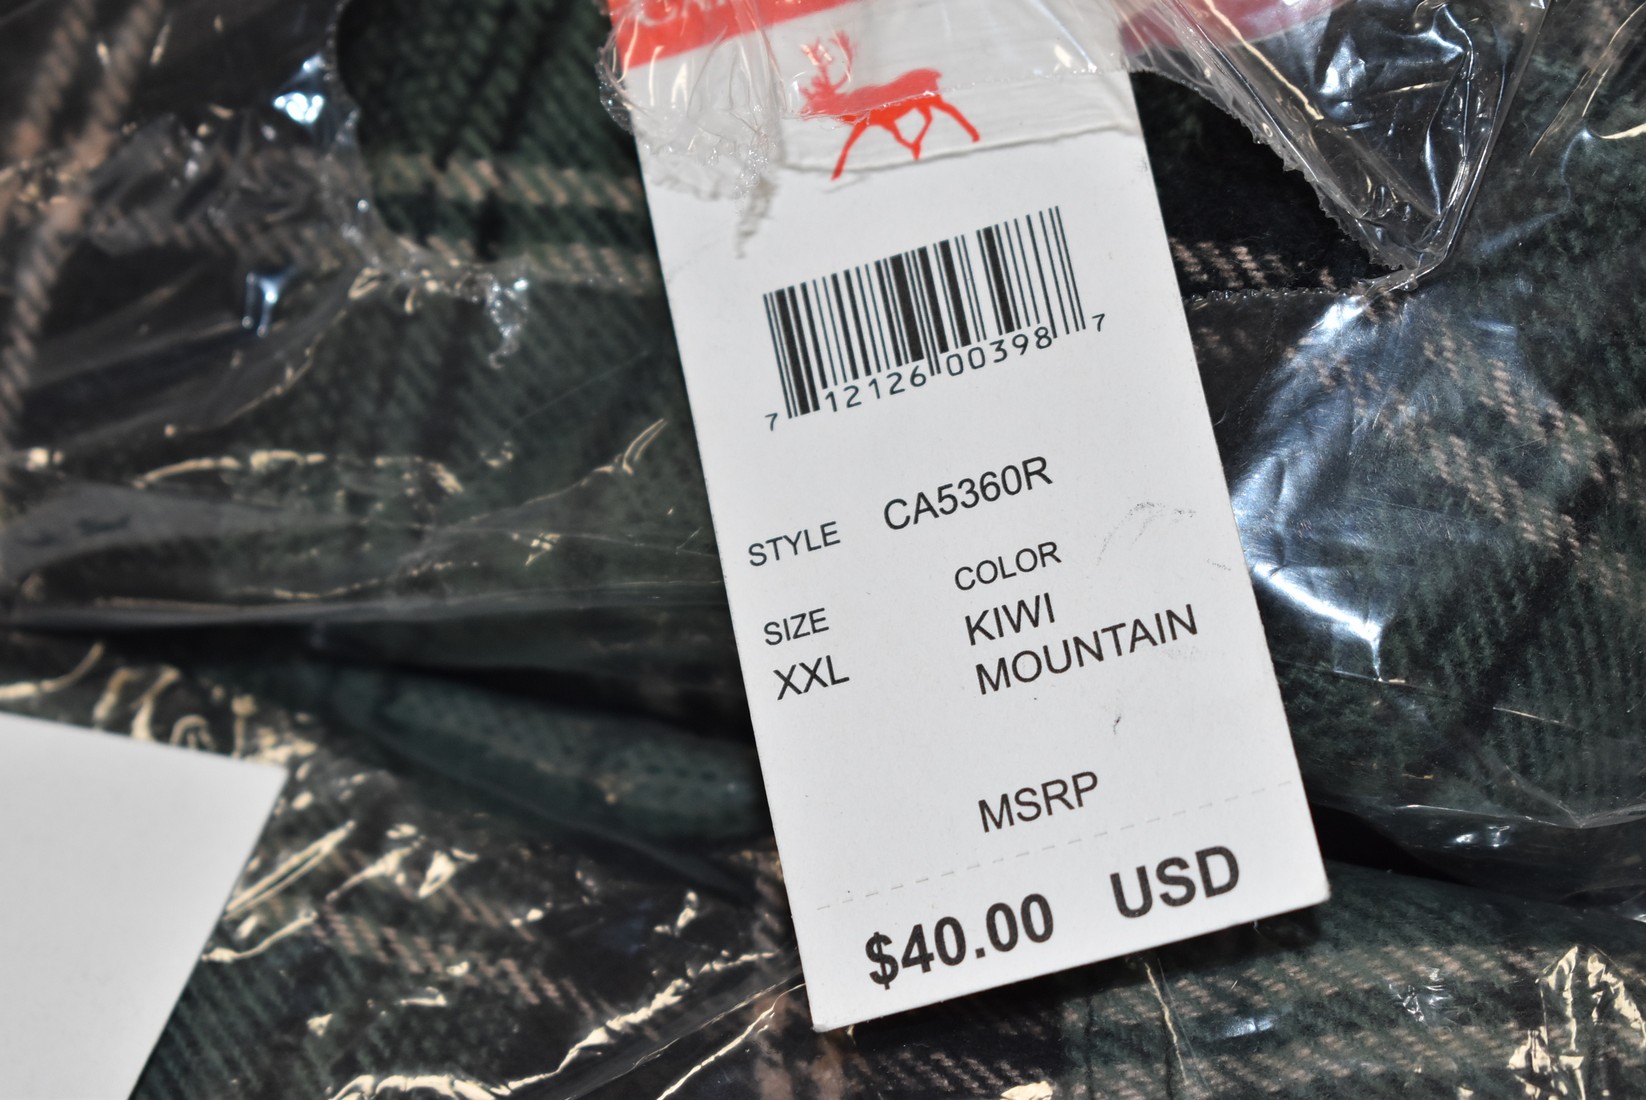 7 12126 00398 7
STYLE CA5360R
SIZE COLOR
XXL KIWI
MOUNTAIN
MSRP
$40.00 USD